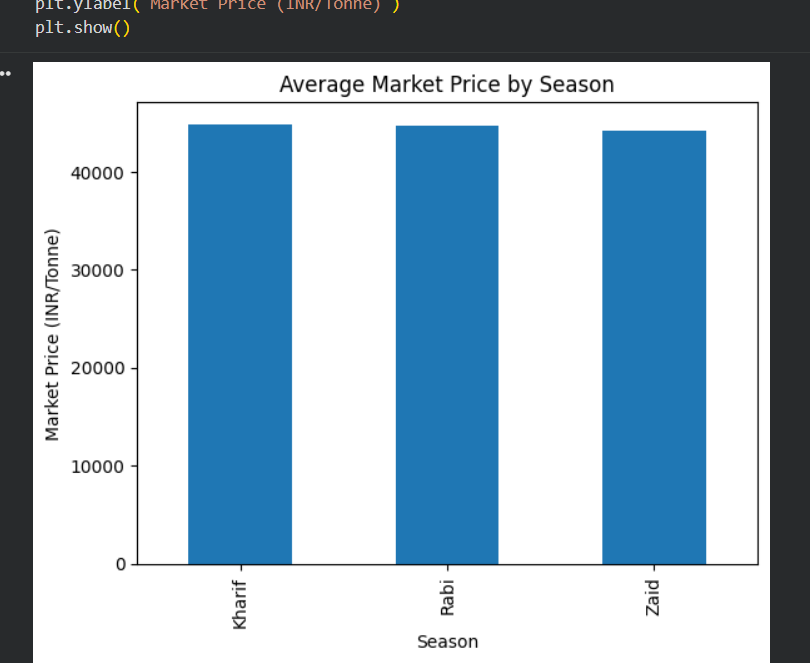 plt.ylabel('Market Price (INR/Tonne)')
plt.show()
Average Market Price by Season
Market Price (INR/Tonne)
40000
30000
20000
10000
0
Kharif
Rabi
Zaid
Season